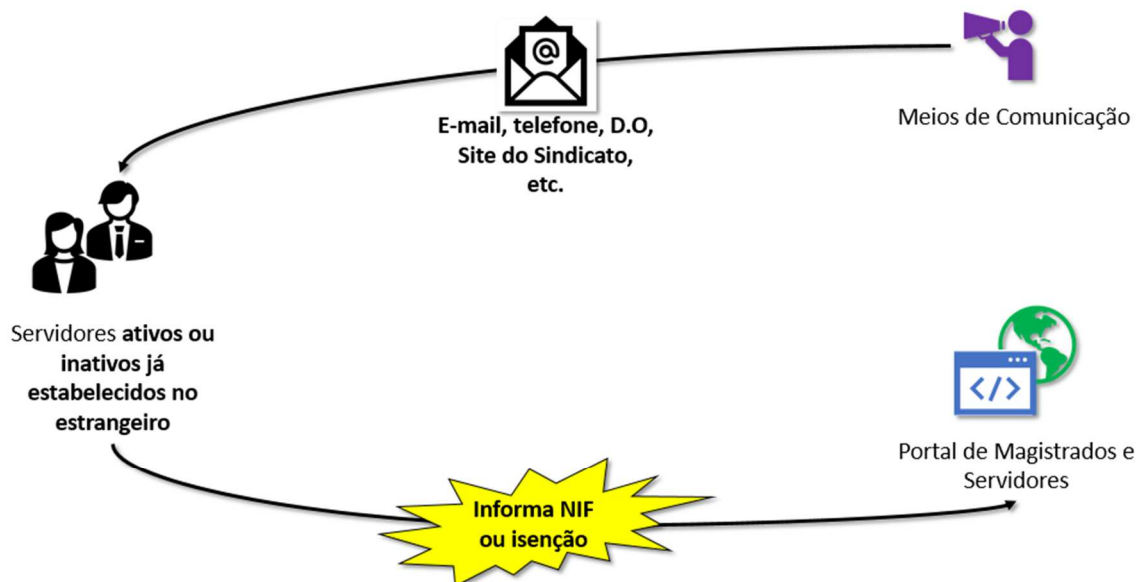 @
E-mail, telefone, D.O,
Site do Sindicato,
etc.
Meios de Comunicação
Servidores ativos ou
inativos já
estabelecidos no
estrangeiro
</>
Portal de Magistrados e
Servidores
Informa NIF
ou isenção